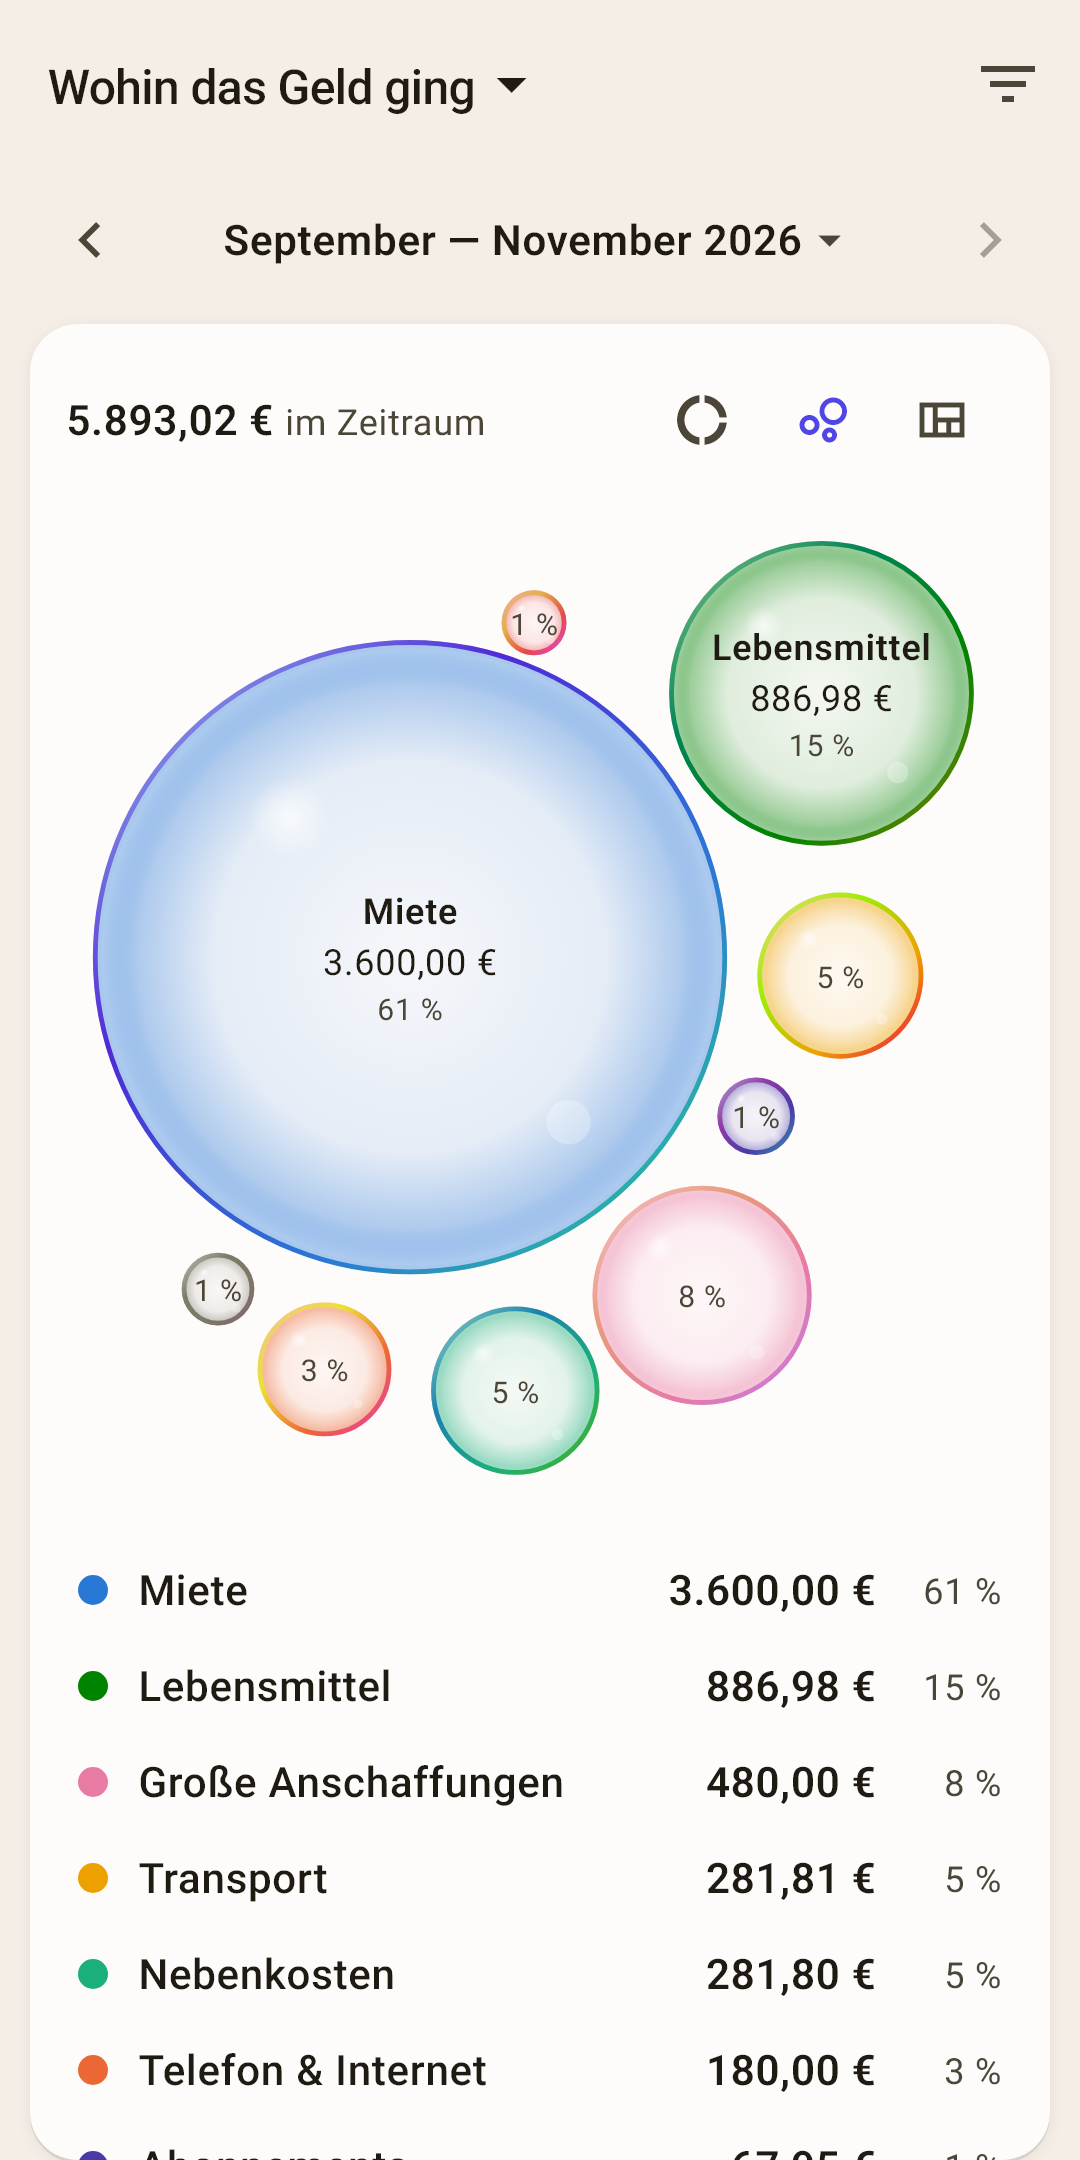 Wohin das Geld ging
September — November 2026
5.893,02 € im Zeitraum
1 %
Lebensmittel
886,98 €
15 %
Miete
3.600,00 €
61 %
5 %
1 %
8 %
1 %
3 %
5 %
Miete 3.600,00 € 61 %
Lebensmittel 886,98 € 15 %
Große Anschaffungen 480,00 € 8 %
Transport 281,81 € 5 %
Nebenkosten 281,80 € 5 %
Telefon & Internet 180,00 € 3 %